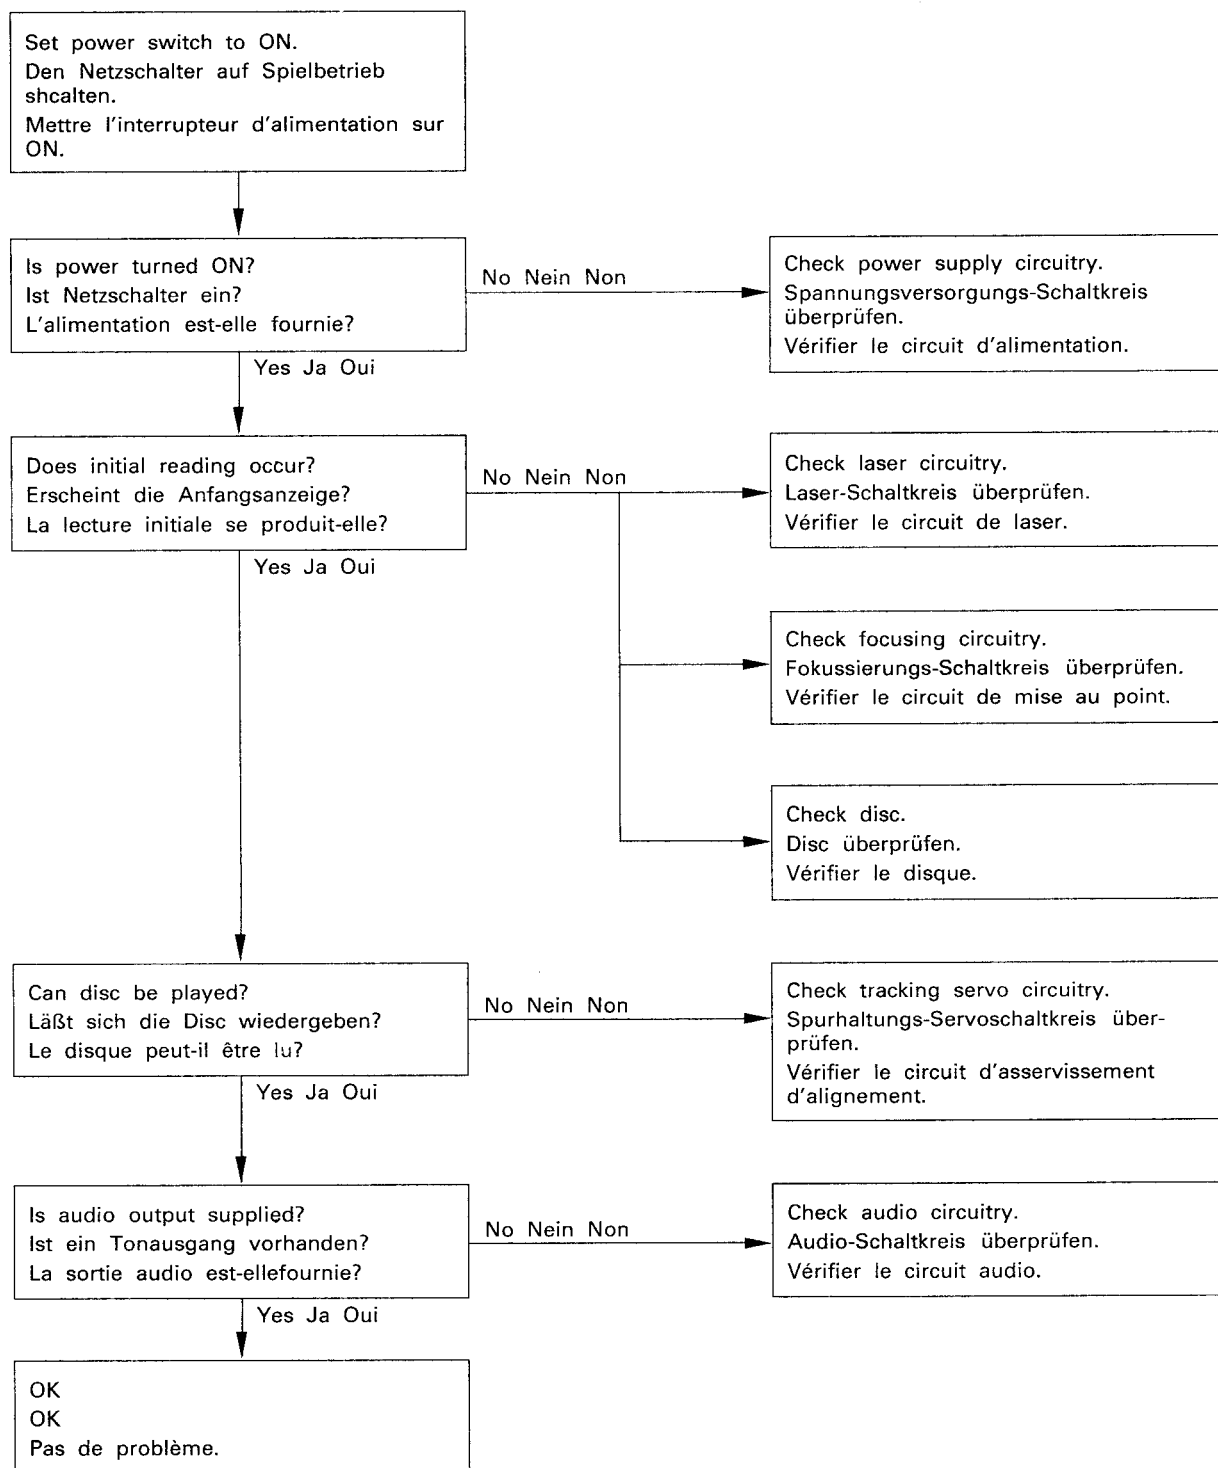 Set power switch to ON.
Den Netzschalter auf Spielbetrieb
shcalten.
Mettre l'interrupteur d'alimentation sur
ON.
Is power turned ON?
Ist Netzschalter ein?
L'alimentation est-elle fournie?
No Nein Non
Check power supply circuitry.
Spannungsversorgungs-Schaltkreis
überprüfen.
Vérifier le circuit d'alimentation.
Yes Ja Oui
Does initial reading occur?
Erscheint die Anfangsanzeige?
La lecture initiale se produit-elle?
No Nein Non
Check laser circuitry.
Laser-Schaltkreis überprüfen.
Vérifier le circuit de laser.
Yes Ja Oui
Check focusing circuitry.
Fokussierungs-Schaltkreis überprüfen.
Vérifier le circuit de mise au point.
Check disc.
Disc überprüfen.
Vérifier le disque.
Can disc be played?
Läßt sich die Disc wiedergeben?
Le disque peut-il être lu?
No Nein Non
Check tracking servo circuitry.
Spurhaltungs-Servoschaltkreis über-
prüfen.
Vérifier le circuit d'asservissement
d'alignement.
Yes Ja Oui
Is audio output supplied?
Ist ein Tonausgang vorhanden?
La sortie audio est-ellefournie?
No Nein Non
Check audio circuitry.
Audio-Schaltkreis überprüfen.
Vérifier le circuit audio.
Yes Ja Oui
OK
OK
Pas de problème.